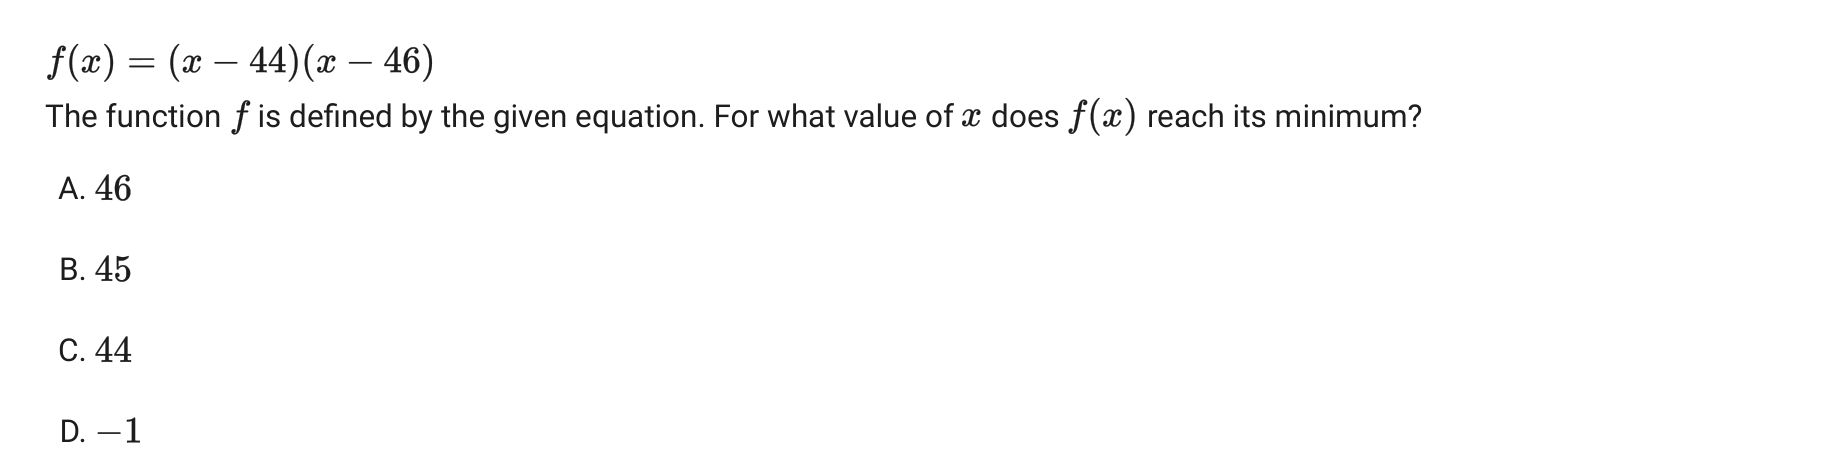 f(x) = (x − 44)(x − 46)
The function f is defined by the given equation. For what value of x does f(x) reach its minimum?
A. 46
B. 45
C. 44
D. −1